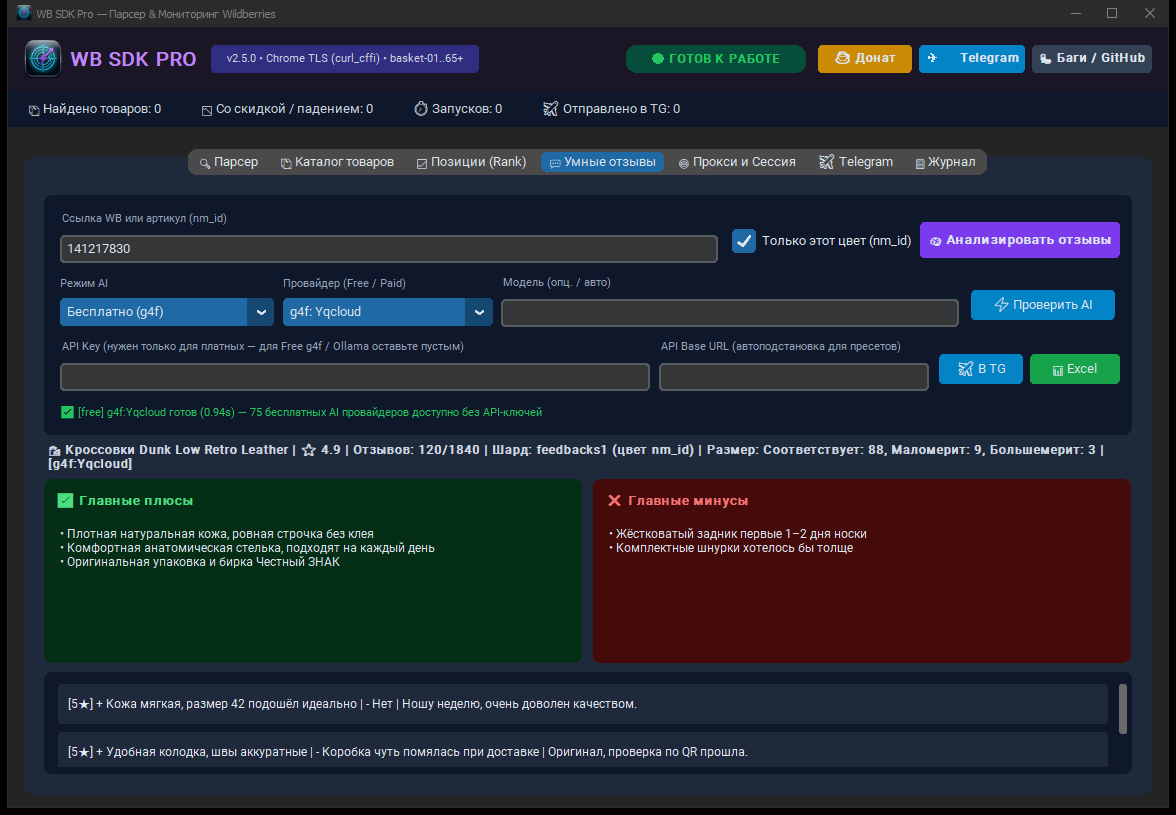 WB SDK Pro — Парсер & Мониторинг Wildberries
WB SDK PRO
v2.5.0 • Chrome TLS (curl_cffi) • basket-01..65+
ГОТОВ К РАБОТЕ
Донат
Telegram
Баги / GitHub
Найдено товаров: 0
Со скидкой / падением: 0
Запусков: 0
Отправлено в TG: 0
Парсер
Каталог товаров
Позиции (Rank)
Умные отзывы
Прокси и Сессия
Telegram
Журнал
Ссылка WB или артикул (nm_id)
141217830
Только этот цвет (nm_id)
Анализировать отзывы
Режим AI
Провайдер (Free / Paid)
Модель (опц. / авто)
Бесплатно (g4f)
g4f: Yqcloud
Проверить AI
API Key (нужен только для платных — для Free g4f / Ollama оставьте пустым)
API Base URL (автоподстановка для пресетов)
В TG
Excel
[free] g4f:Yqcloud готов (0.94s) — 75 бесплатных AI провайдеров доступно без API-ключей
Кроссовки Dunk Low Retro Leather | ☆ 4.9 | Отзывов: 120/1840 | Шард: feedbacks1 (цвет nm_id) | Размер: Соответствует: 88, Маломерит: 9, Большемерит: 3 |
[g4f:Yqcloud]
Главные плюсы
• Плотная натуральная кожа, ровная строчка без клея
• Комфортная анатомическая стелька, подходят на каждый день
• Оригинальная упаковка и бирка Честный ЗНАК
Главные минусы
• Жёстковатый задник первые 1–2 дня носки
• Комплектные шнурки хотелось бы толще
[5★] + Кожа мягкая, размер 42 подошёл идеально | - Нет | Ношу неделю, очень доволен качеством.
[5★] + Удобная колодка, швы аккуратные | - Коробка чуть помялась при доставке | Оригинал, проверка по QR прошла.